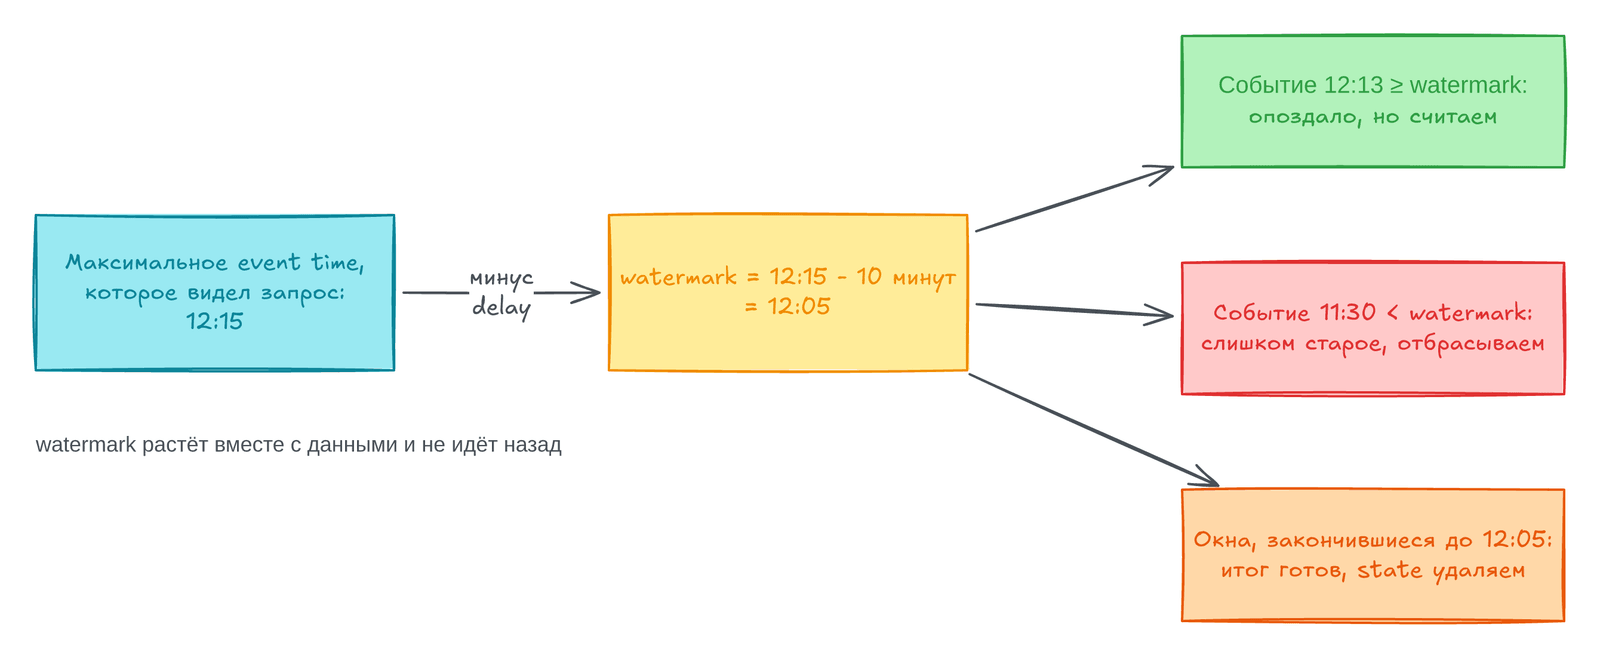 Максимальное event time,
которое видел запрос:
12:15
минус
delay
watermark = 12:15 - 10 минут
= 12:05
Событие 12:13 ≥ watermark:
опоздало, но считаем
Событие 11:30 < watermark:
слишком старое, отбрасываем
Окна, закончившиеся до 12:05:
итог готов, state удаляем
watermark растёт вместе с данными и не идёт назад